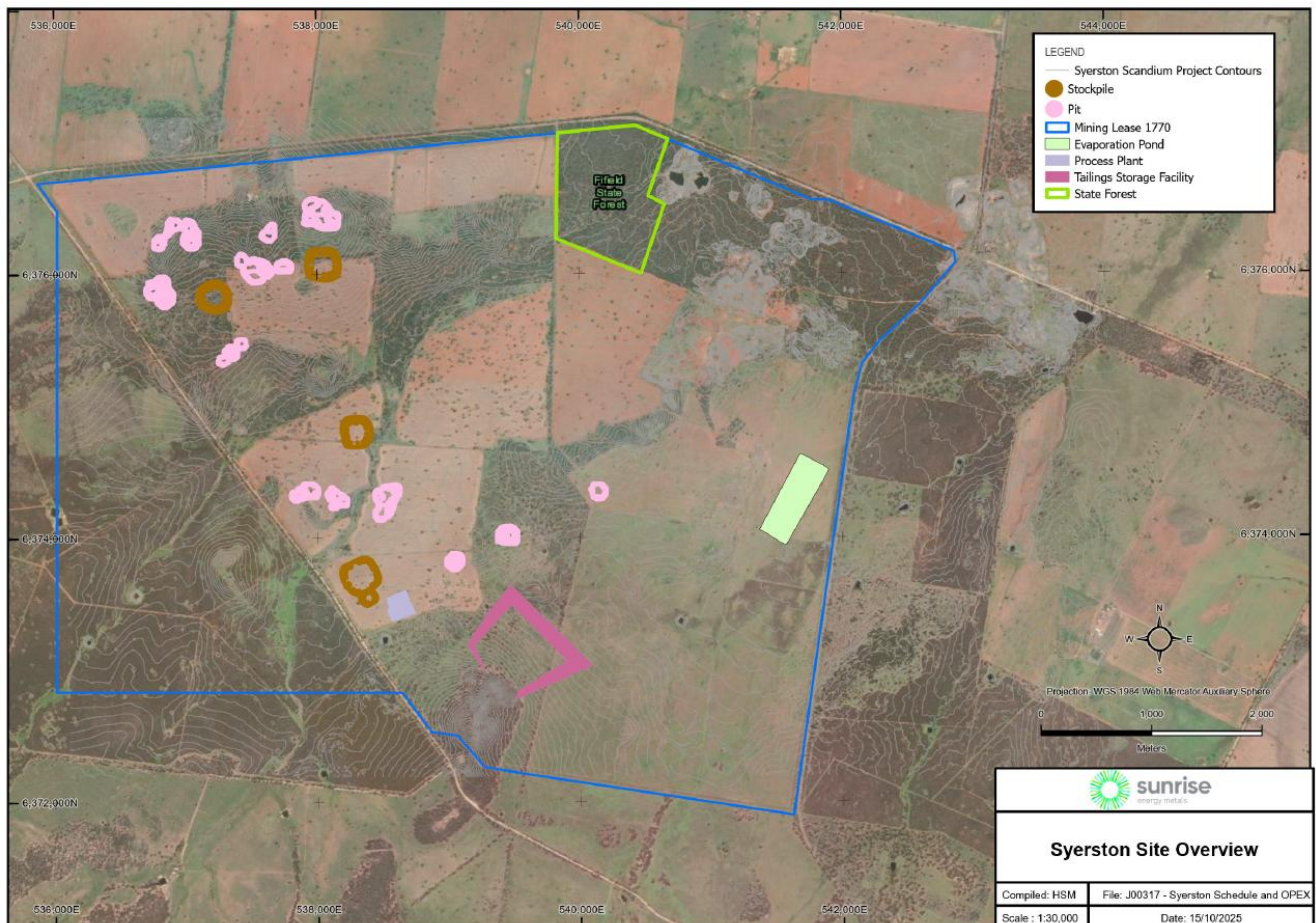 536,000E
538,000E
540,000E
542,000E
544,000E
LEGEND
Syerston Scandium Project Contours
Stockpile
Pit
Mining Lease 1770
Evaporation Pond
Process Plant
Tailings Storage Facility
State Forest
Fifield
State
Forest
6,376,000N
6,376,000N
6,374,000N
6,374,000N
N
W
E
S
Projection: WGS 1984 Web Mercator Auxiliary Sphere
0
1,000
2,000
Meters
6,372,000N
sunrise
energy metals
Syerston Site Overview
Compiled: HSM
File: J00317 - Syerston Schedule and OPEX
Scale : 1:30,000
Date: 15/10/2025
536,000E
538,000E
540,000E
542,000E